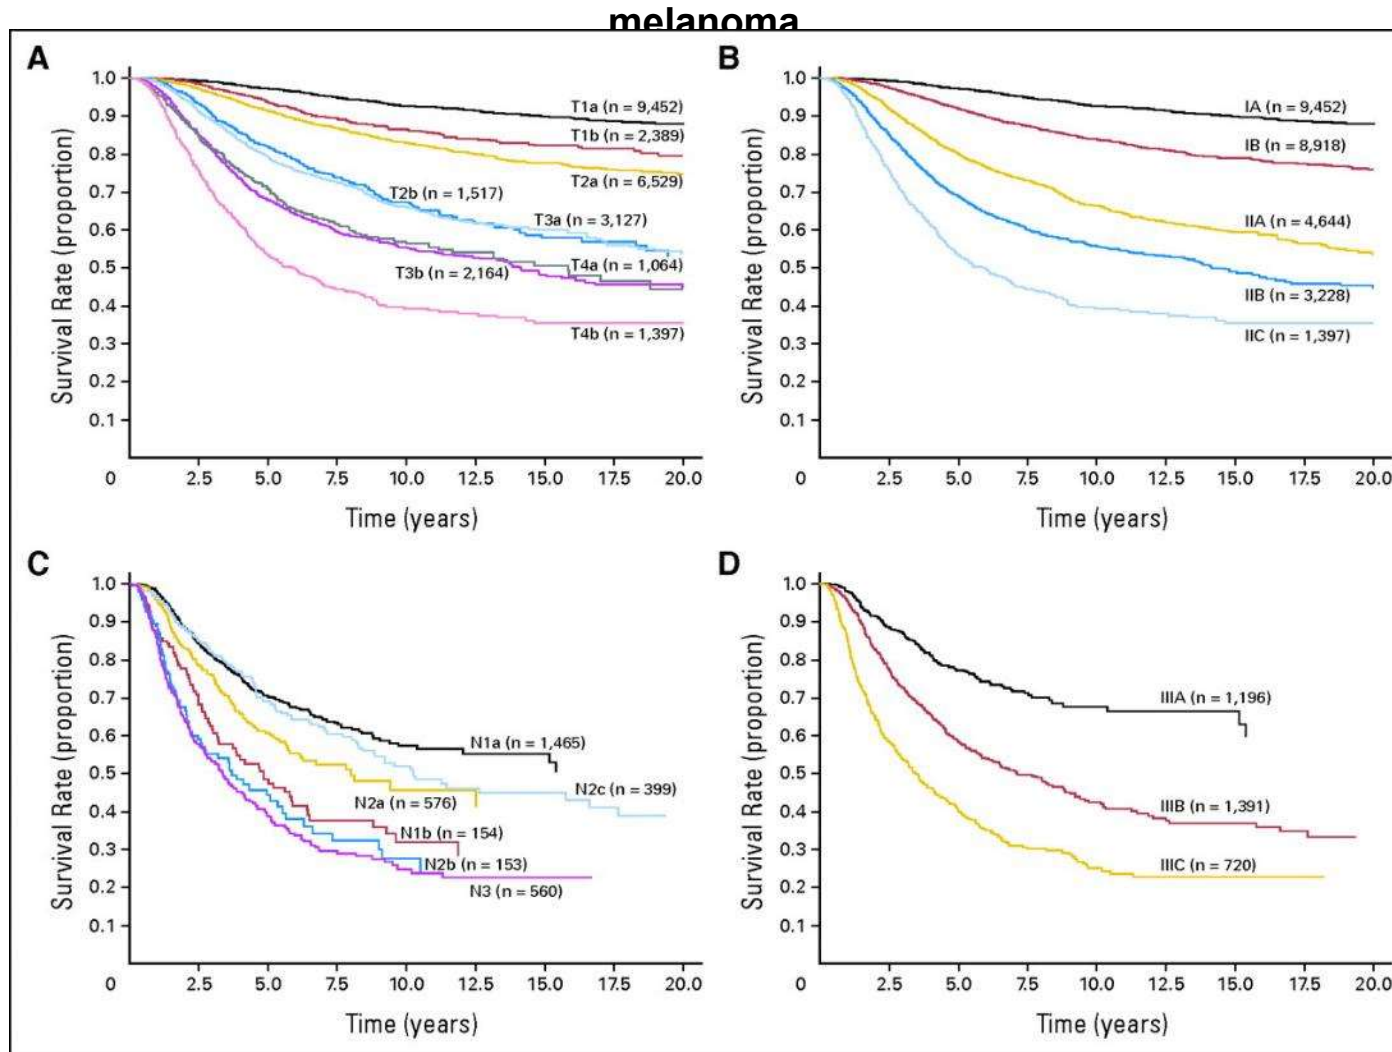 melanoma
A
Survival Rate (proportion)
1.0
0.9
0.8
0.7
0.6
0.5
0.4
0.3
0.2
0.1
T1a (n = 9,452)
T1b (n = 2,389)
T2a (n = 6,529)
T2b (n = 1,517)
T3a (n = 3,127)
T4a (n = 1,064)
T3b (n = 2,164)
T4b (n = 1,397)
0 2.5 5.0 7.5 10.0 12.5 15.0 17.5 20.0
Time (years)
B
Survival Rate (proportion)
1.0
0.9
0.8
0.7
0.6
0.5
0.4
0.3
0.2
0.1
IA (n = 9,452)
IB (n = 8,918)
IIA (n = 4,644)
IIB (n = 3,228)
IIC (n = 1,397)
0 2.5 5.0 7.5 10.0 12.5 15.0 17.5 20.0
Time (years)
C
Survival Rate (proportion)
1.0
0.9
0.8
0.7
0.6
0.5
0.4
0.3
0.2
0.1
N1a (n = 1,465)
N2c (n = 399)
N2a (n = 576)
N1b (n = 154)
N2b (n = 153)
N3 (n = 560)
0 2.5 5.0 7.5 10.0 12.5 15.0 17.5 20.0
Time (years)
D
Survival Rate (proportion)
1.0
0.9
0.8
0.7
0.6
0.5
0.4
0.3
0.2
0.1
IIIA (n = 1,196)
IIIB (n = 1,391)
IIIC (n = 720)
0 2.5 5.0 7.5 10.0 12.5 15.0 17.5 20.0
Time (years)